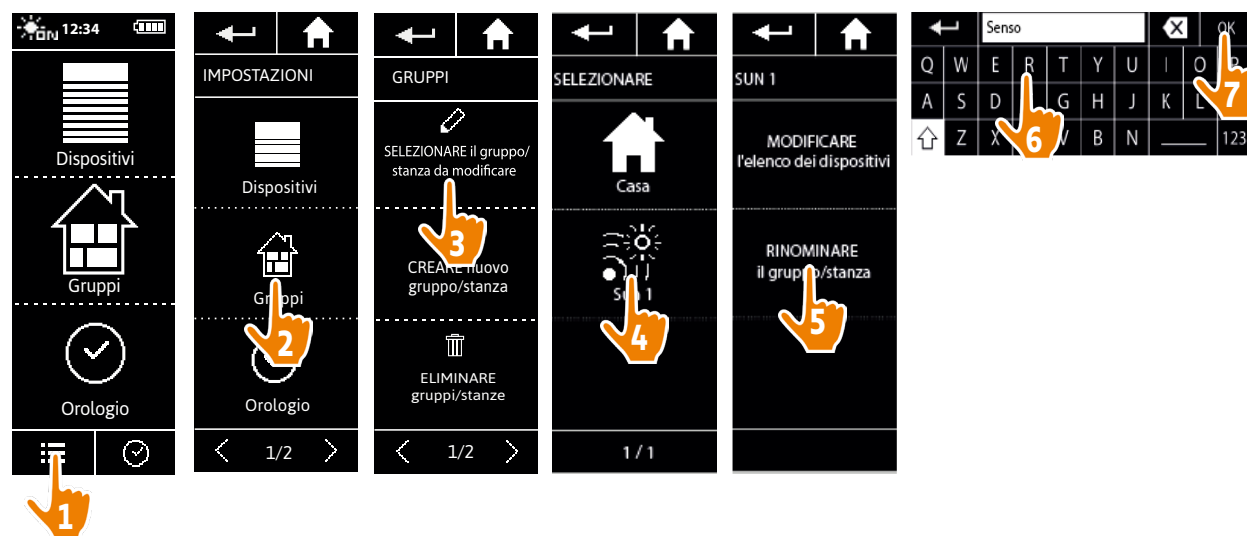 ON 12:34
Dispositivi
Gruppi
Orologio
1
IMPOSTAZIONI
Dispositivi
Gruppi
2
Orologio
1/2
GRUPPI
SELEZIONARE il gruppo/
stanza da modificare
3
CREARE nuovo
gruppo/stanza
ELIMINARE
gruppi/stanze
1/2
SELEZIONARE
Casa
Sun 1
4
1 / 1
SUN 1
MODIFICARE
l'elenco dei dispositivi
RINOMINARE
il gruppo/stanza
5
Senso OK
Q W E R T Y U I O P
A S D G H J K L
Z X V B N 123
6
7